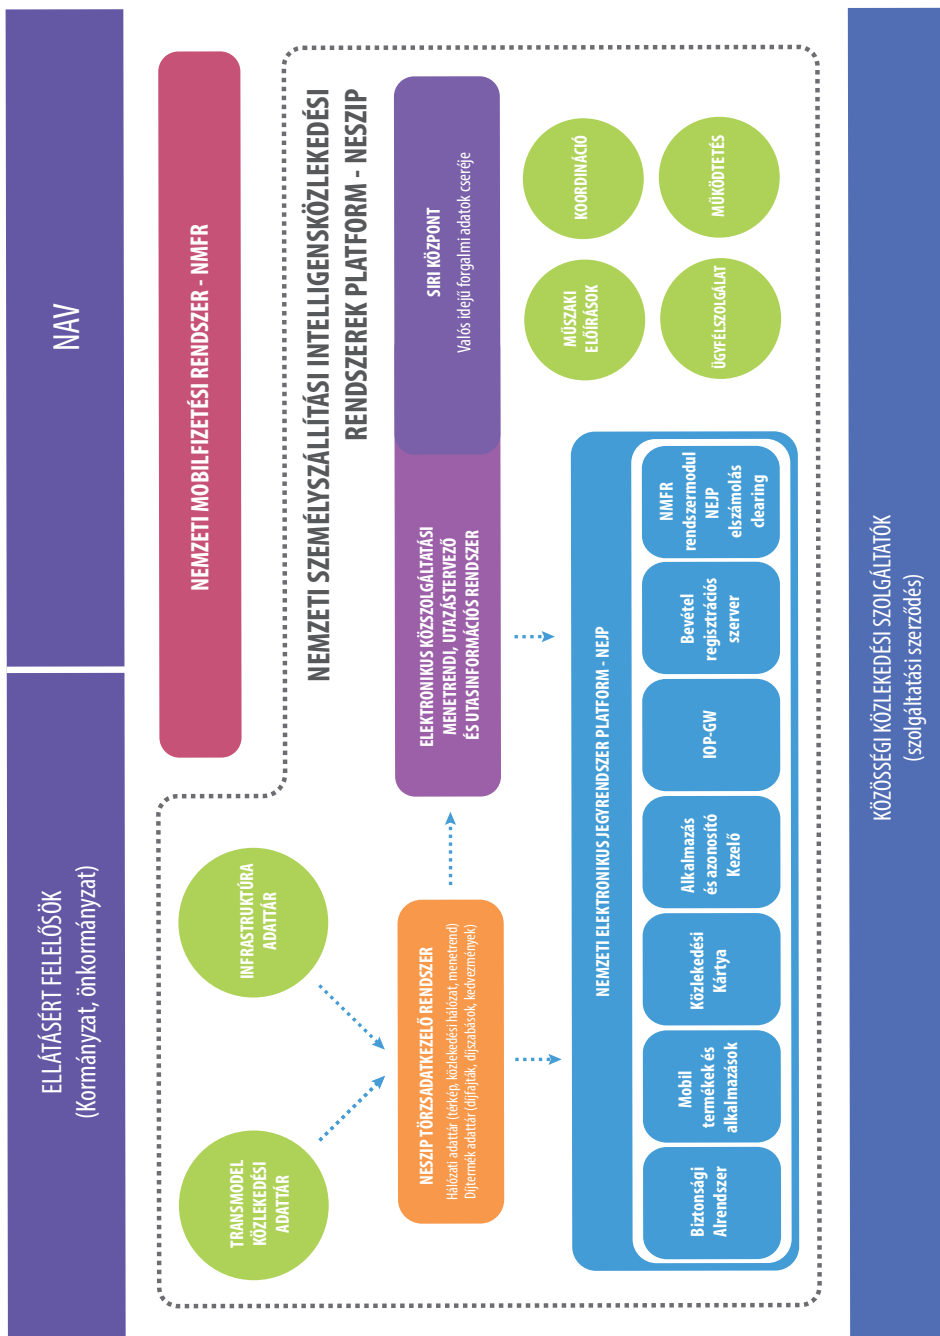 ELLÁTÁSÉRT FELELŐSÖK
(Kormányzat, önkormányzat)
NAV
NEMZETI MOBILFIZETÉSI RENDSZER - NMFR
NEMZETI SZEMÉLYSZÁLLÍTÁSI INTELLIGENSKÖZLEKEDÉSI
RENDSZEREK PLATFORM - NESZIP
TRANSMODEL
KÖZLEKEDÉSI
ADATTÁR
INFRASTRUKTÚRA
ADATTÁR
NESZIP TÖRZSADATKEZELŐ RENDSZER
Hálózati adattár (térkép, közlekedési hálózat, menetrend)
Díjtermék adattár (díjfajták, díjszabások, kedvezmények)
ELEKTRONIKUS KÖZSZOLGÁLTATÁSI
MENETRENDI, UTAZÁSTERVEZŐ
ÉS UTASINFORMÁCIÓS RENDSZER
SIRI KÖZPONT
Valós idejű forgalmi adatok cseréje
KOORDINÁCIÓ
MŰSZAKI
ELŐÍRÁSOK
MŰKÖDTETÉS
ÜGYFÉLSZOLGÁLAT
NEMZETI ELEKTRONIKUS JEGYRENDSZER PLATFORM - NEJP
Biztonsági
Alrendszer
Mobil
termékek és
alkalmazások
Közlekedési
Kártya
Alkalmazás
és azonosító
Kezelő
IOP-GW
Bevétel
regisztrációs
szerver
NMFR
rendszermodul
NEJP
elszámolás
clearing
KÖZÖSSÉGI KÖZLEKEDÉSI SZOLGÁLTATÓK
(szolgáltatási szerződés)